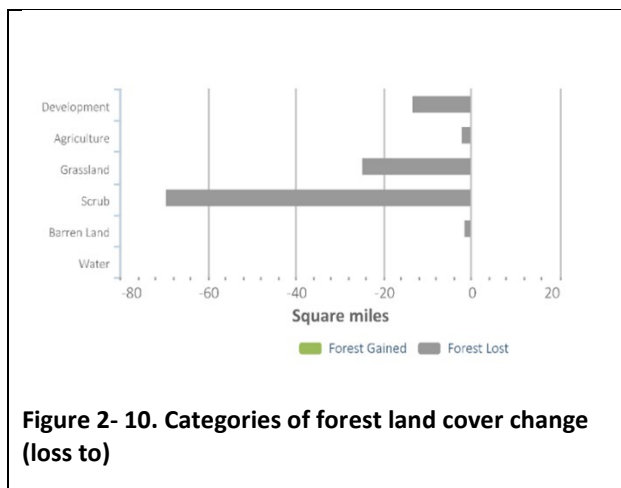 Development
Agriculture
Grassland
Scrub
Barren Land
Water
-80 -60 -40 -20 0 20
Square miles
Forest Gained Forest Lost
Figure 2- 10. Categories of forest land cover change
(loss to)